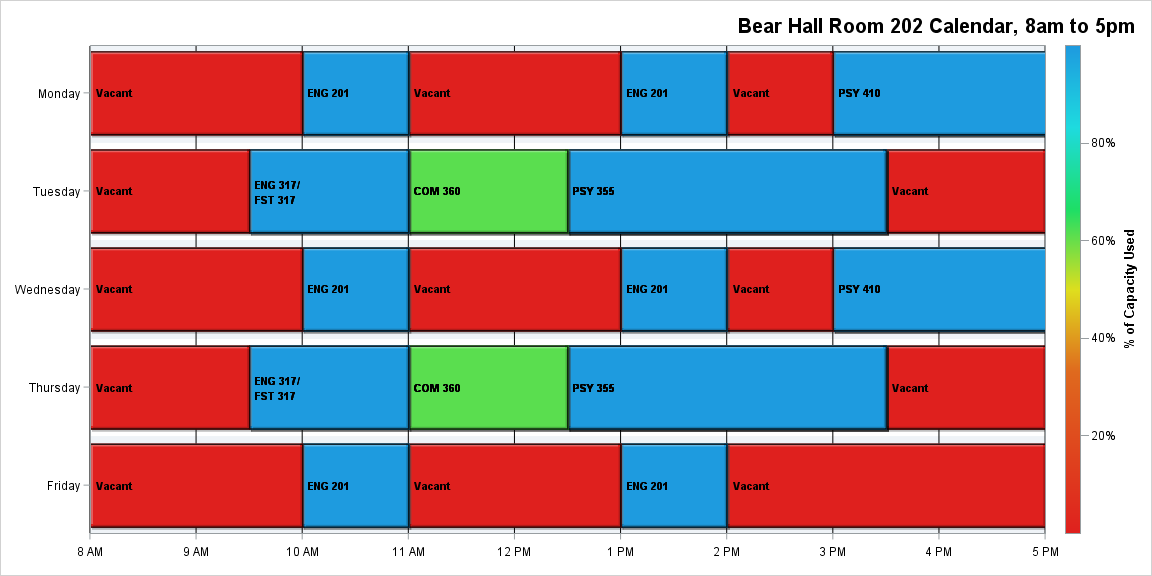 Bear Hall Room 202 Calendar, 8am to 5pm
Monday
Vacant
ENG 201
Vacant
ENG 201
Vacant
PSY 410
Tuesday
Vacant
ENG 317/
FST 317
COM 360
PSY 355
Vacant
Wednesday
Vacant
ENG 201
Vacant
ENG 201
Vacant
PSY 410
Thursday
Vacant
ENG 317/
FST 317
COM 360
PSY 355
Vacant
Friday
Vacant
ENG 201
Vacant
ENG 201
Vacant
8 AM
9 AM
10 AM
11 AM
12 PM
1 PM
2 PM
3 PM
4 PM
5 PM
80%
60%
40%
20%
% of Capacity Used